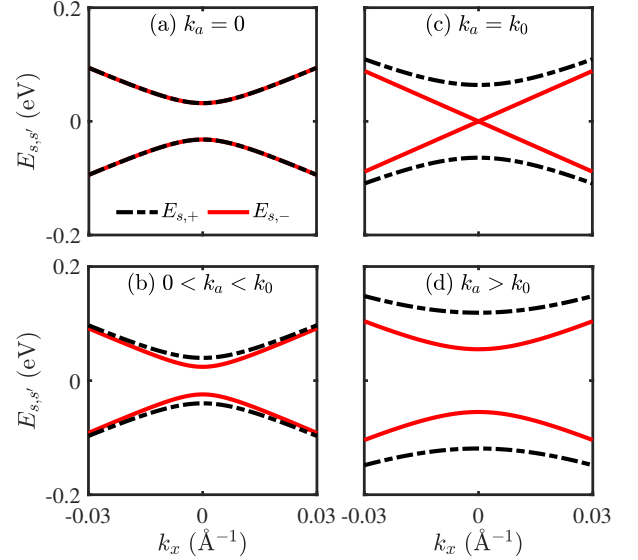 0.2
(a) k_a = 0
(c) k_a = k_0
E_{s,s'} (eV)
0
E_{s,+}
E_{s,-}
-0.2
0.2
(b) 0 < k_a < k_0
(d) k_a > k_0
E_{s,s'} (eV)
0
-0.2
-0.03
0
0.03
-0.03
0
0.03
k_x (Å^{-1})
k_x (Å^{-1})